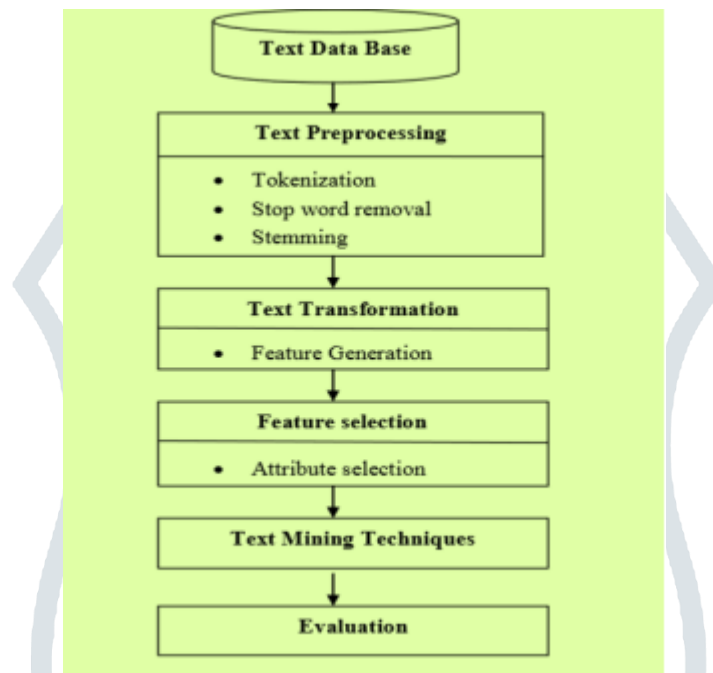 Text Data Base
Text Preprocessing
• Tokenization
• Stop word removal
• Stemming
Text Transformation
• Feature Generation
Feature selection
• Attribute selection
Text Mining Techniques
Evaluation